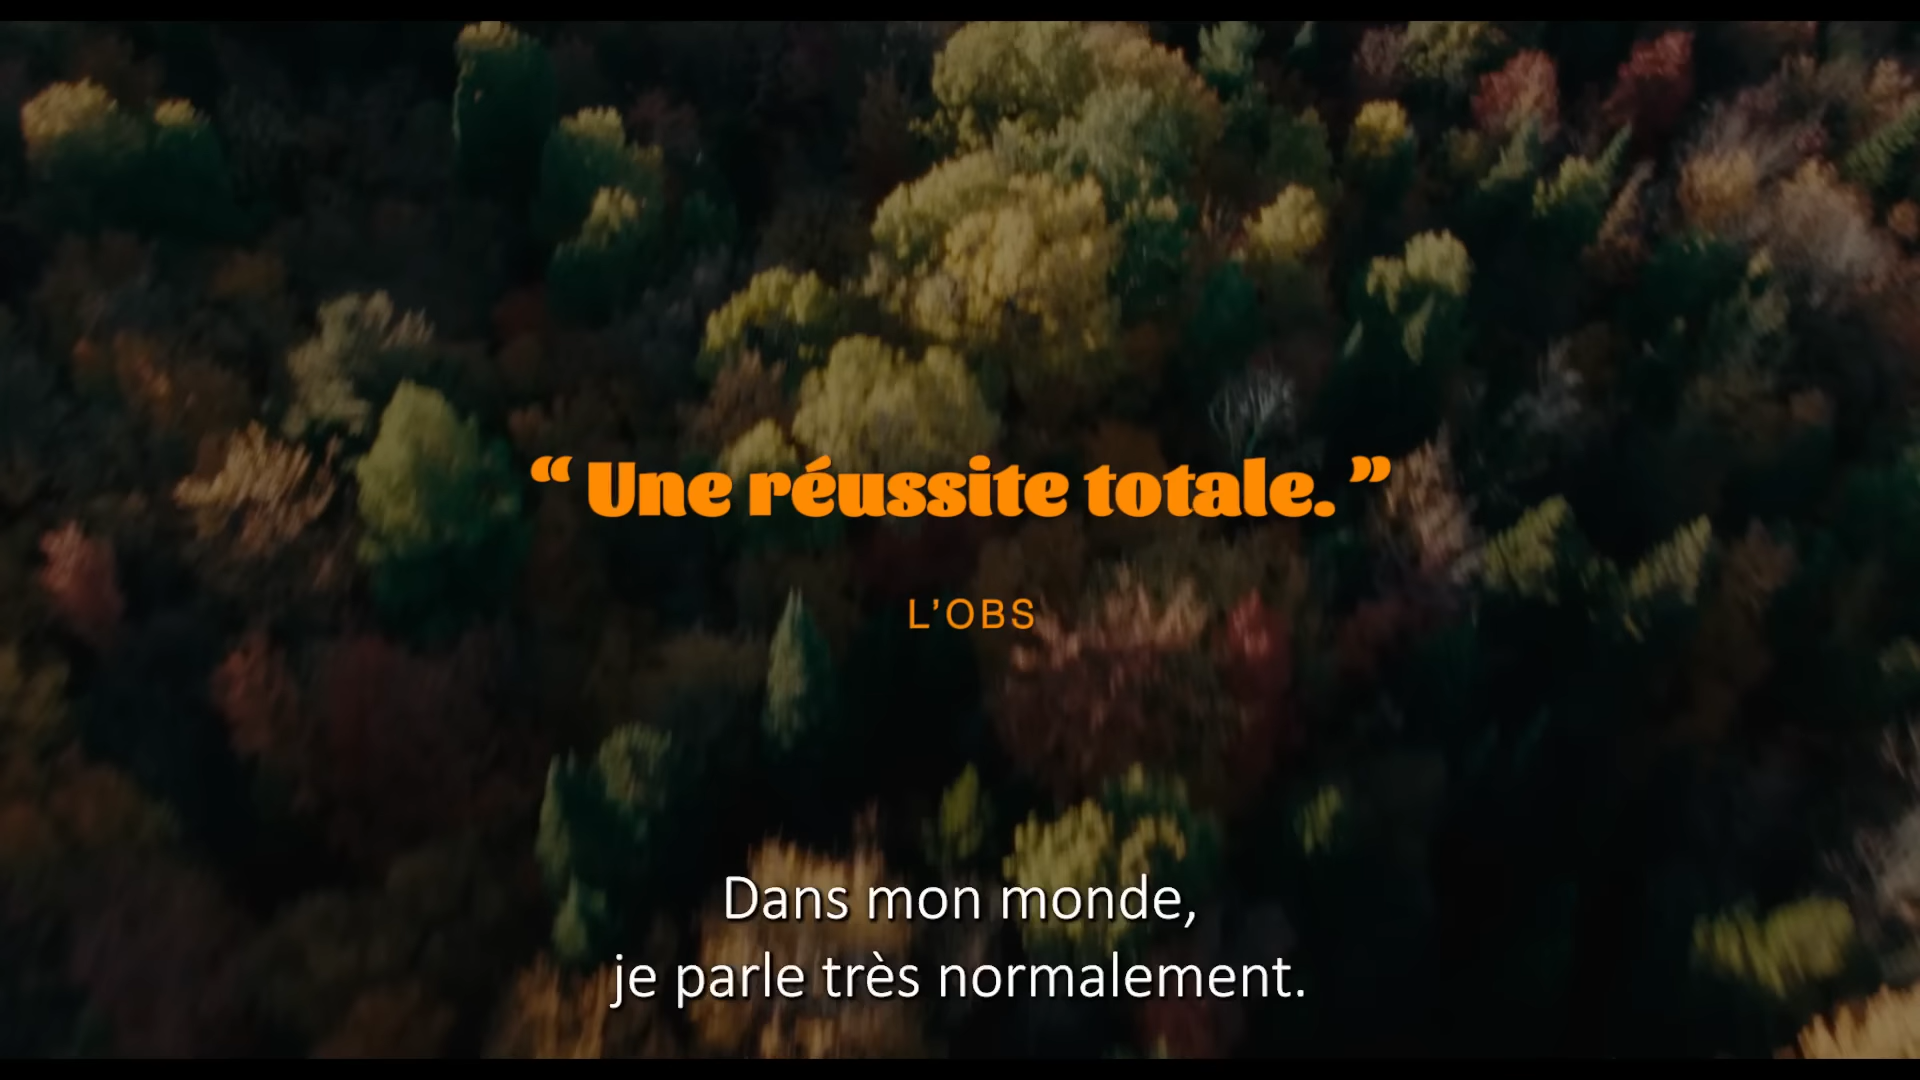 “ Une réussite totale. ”
L’OBS
Dans mon monde,
je parle très normalement.